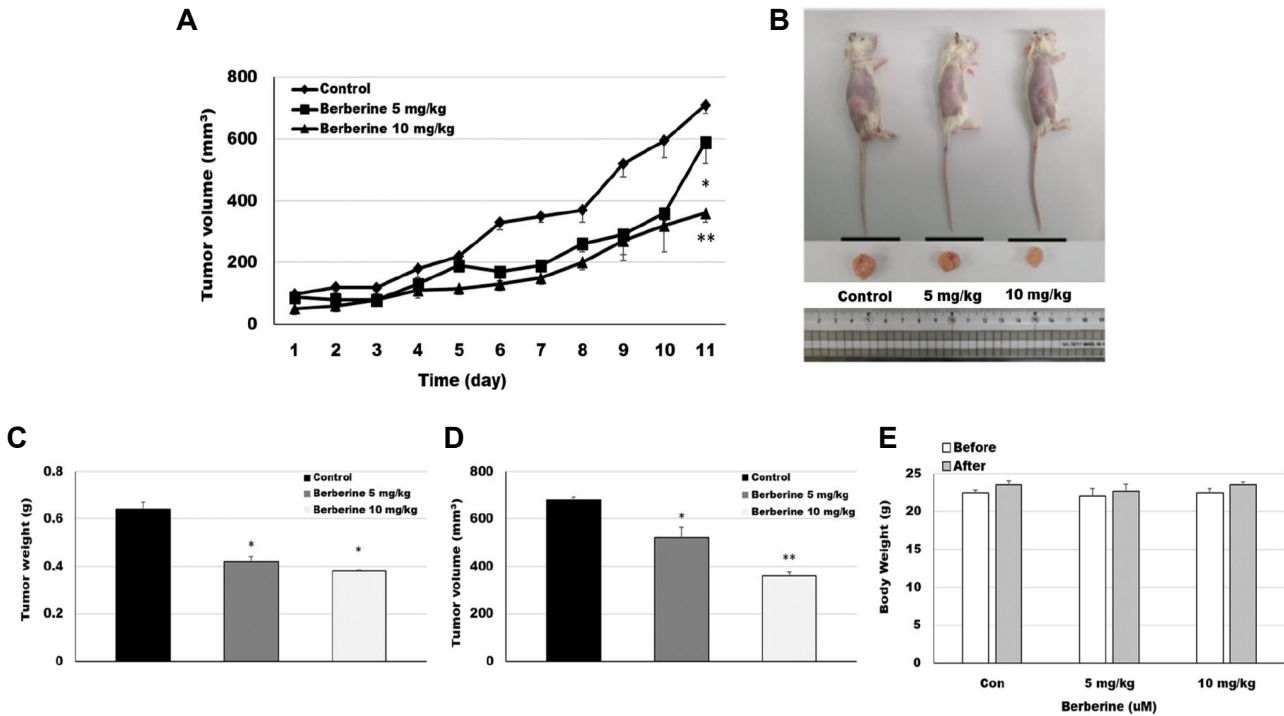 A
Tumor volume (mm³)
800
600
400
200
0
Control
Berberine 5 mg/kg
Berberine 10 mg/kg
*
**
1 2 3 4 5 6 7 8 9 10 11
Time (day)
B
Control 5 mg/kg 10 mg/kg
C
Tumor weight (g)
0.8
0.6
0.4
0.2
0
Control
Berberine 5 mg/kg
Berberine 10 mg/kg
* *
D
Tumor volume (mm³)
800
600
400
200
0
Control
Berberine 5 mg/kg
Berberine 10 mg/kg
* **
E
Before
After
Body Weight (g)
25
20
15
10
5
0
Con 5 mg/kg 10 mg/kg
Berberine (uM)